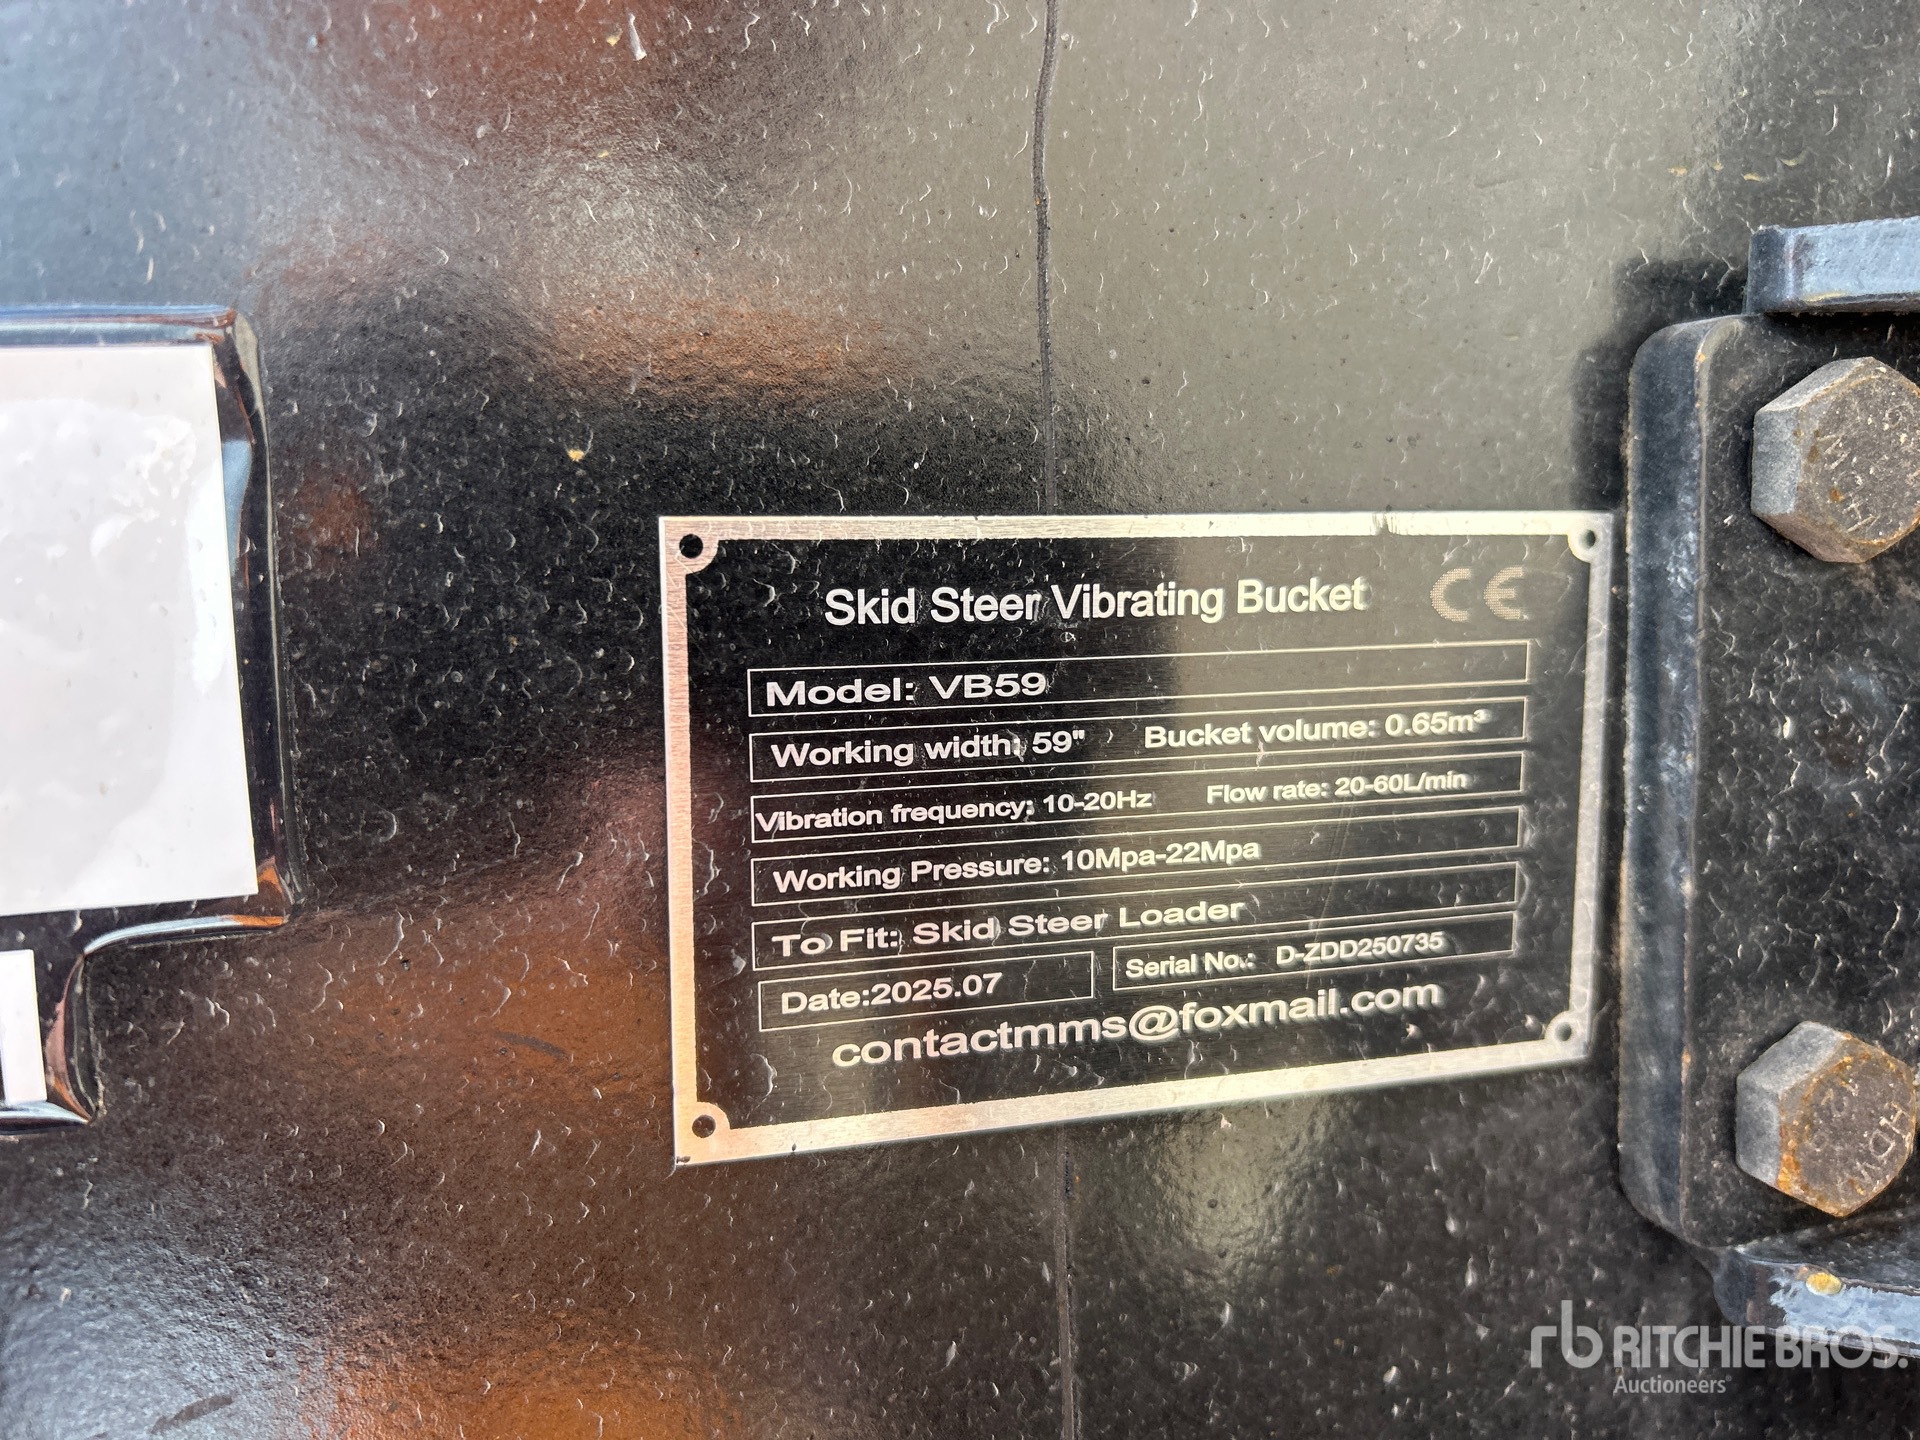 Skid Steer Vibrating Bucket CE
Model: VB59
Working width: 59" Bucket volume: 0.65m³
Vibration frequency: 10-20Hz Flow rate: 20-60L/min
Working Pressure: 10Mpa-22Mpa
To Fit: Skid Steer Loader
Date:2025.07 Serial No.: D-ZDD250735
contactmms@foxmail.com
rb RITCHIE BROS.
Auctioneers